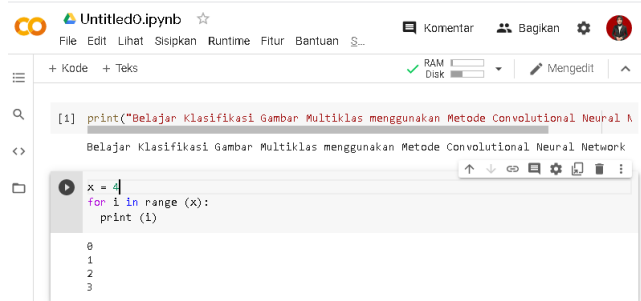 Untitled0.ipynb
File Edit Lihat Sisipkan Runtime Fitur Bantuan S...
Komentar Bagikan
+ Kode + Teks
RAM
Disk
Mengedit
[1] print("Belajar Klasifikasi Gambar Multiklas menggunakan Metode Convolutional Neural
Belajar Klasifikasi Gambar Multiklas menggunakan Metode Convolutional Neural Network
x = 4
for i in range (x):
print (i)
0
1
2
3